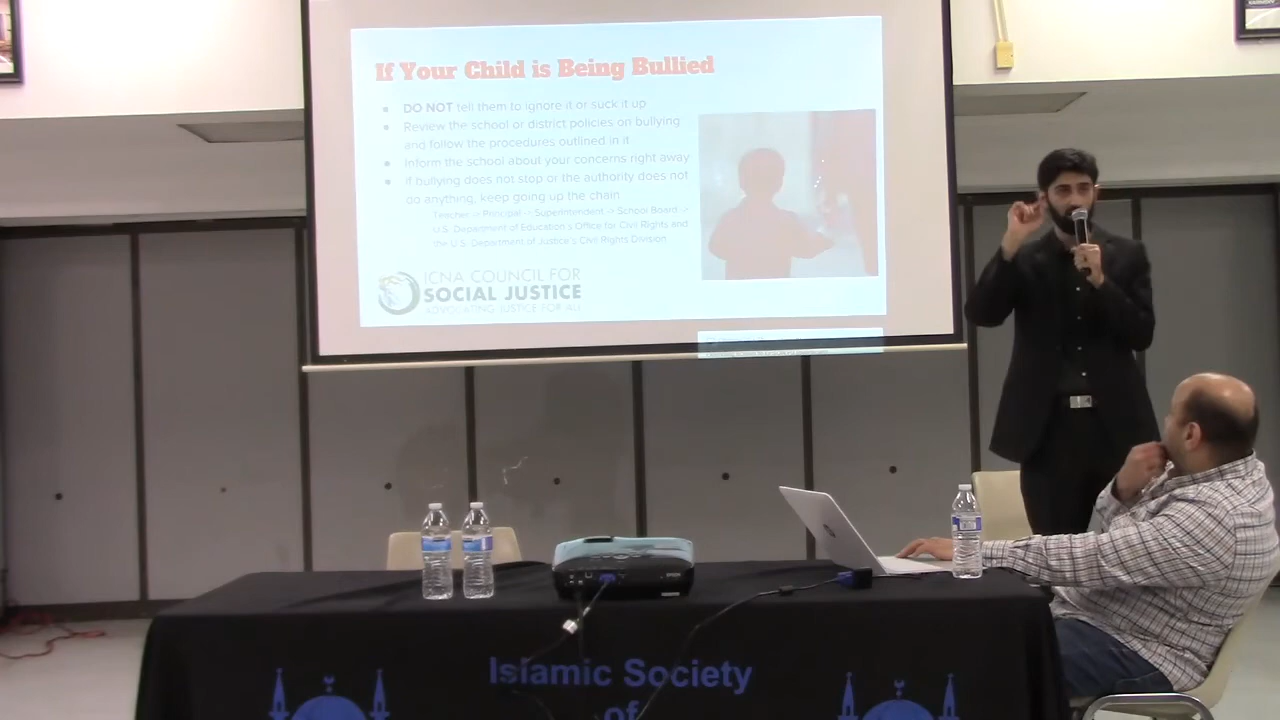 If Your Child is Being Bullied
DO NOT tell them to ignore it or suck it up
Review the school or district policies on bullying
and follow the procedures outlined in it
Inform the school about your concerns right away
If bullying does not stop or the authority does not
do anything, keep going up the chain
Teacher -> Principal -> Superintendent -> School Board ->
U.S. Department of Education's Office for Civil Rights and
the U.S. Department of Justice's Civil Rights Division
ICNA COUNCIL FOR
SOCIAL JUSTICE
ADVOCATING JUSTICE FOR ALL
EPSON
Islamic Society
of